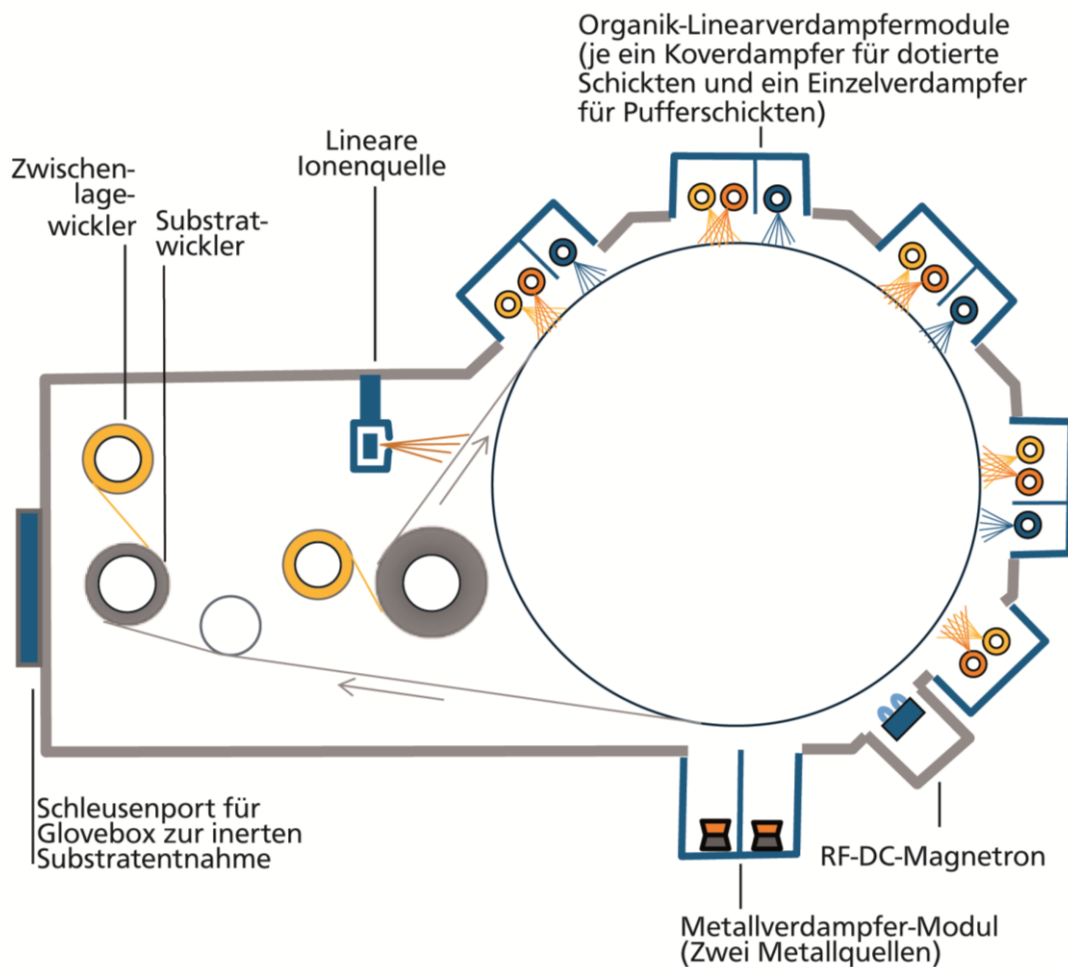 Organik-Linearverdampfermodule
(je ein Koverdampfer für dotierte
Schickten und ein Einzelverdampfer
für Pufferschickten)
Lineare
Ionenquelle
Zwischen-
lage-
wickler
Substrat-
wickler
Schleusenport für
Glovebox zur inerten
Substratentnahme
RF-DC-Magnetron
Metallverdampfer-Modul
(Zwei Metallquellen)